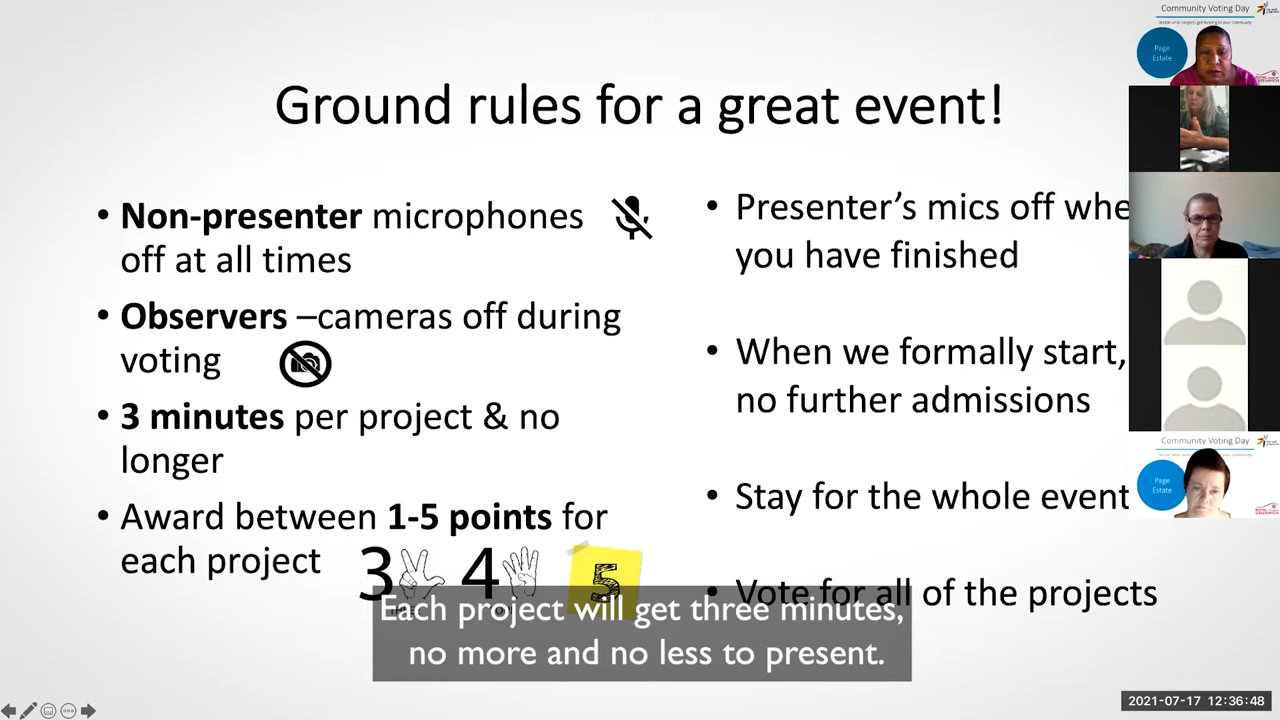 Ground rules for a great event!
• Non-presenter microphones
off at all times
• Observers –cameras off during
voting
• 3 minutes per project & no
longer
• Award between 1-5 points for
each project
3 4 5
• Presenter’s mics off whe
you have finished
• When we formally start,
no further admissions
• Stay for the whole event
• Vote for all of the projects
Each project will get three minutes,
no more and no less to present.
Community Voting Day
Page
Estate
Community Voting Day
Page
Estate
2021-07-17 12:36:48